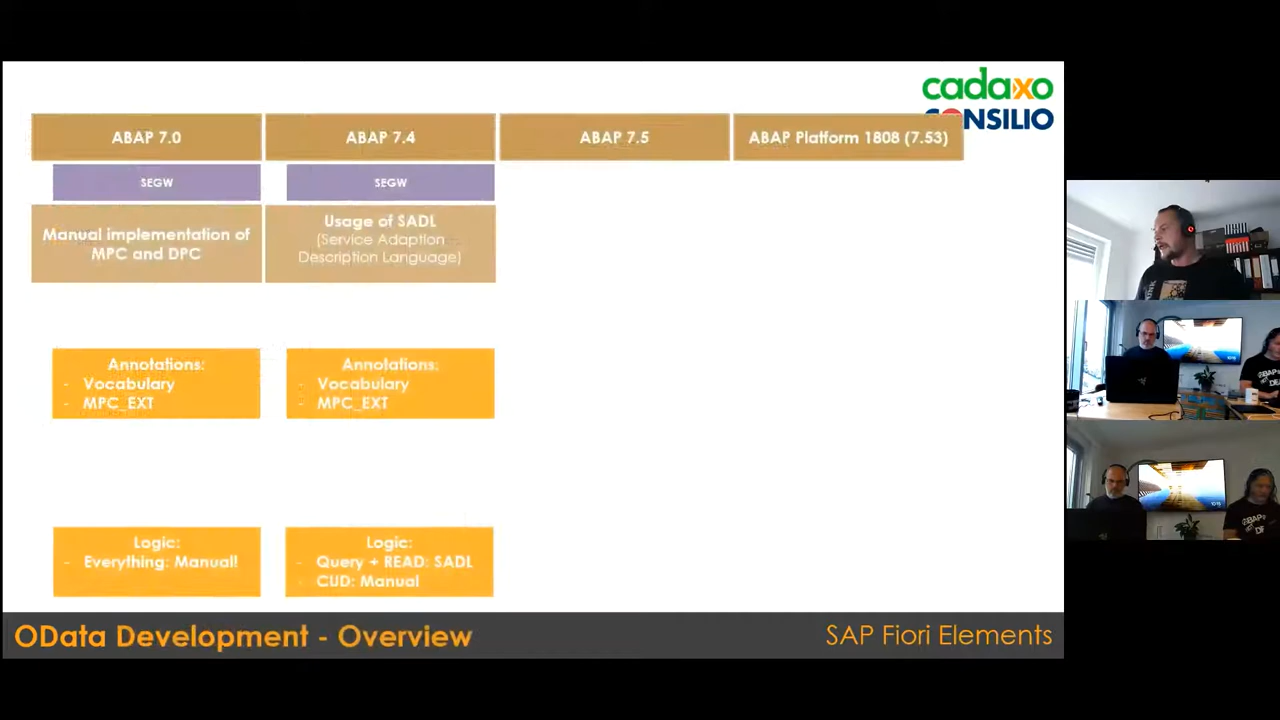 cadaxo
CONSILIO
ABAP 7.0
ABAP 7.4
ABAP 7.5
ABAP Platform 1808 (7.53)
SEGW
SEGW
Manual implementation of
MPC and DPC
Usage of SADL
(Service Adaption
Description Language)
Annotations:
- Vocabulary
- MPC_EXT
Annotations:
- Vocabulary
- MPC_EXT
Logic:
- Everything: Manual!
Logic:
- Query + READ: SADL
- CUD: Manual
OData Development - Overview
SAP Fiori Elements